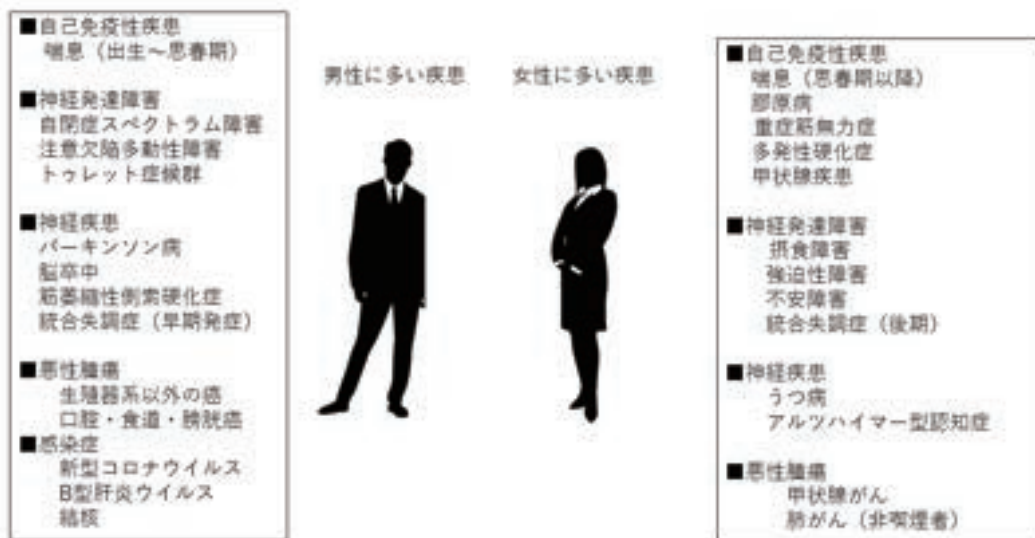 ■自己免疫性疾患
喘息（出生～思春期）
■神経発達障害
自閉症スペクトラム障害
注意欠陥多動性障害
トゥレット症候群
■神経疾患
パーキンソン病
脳卒中
筋萎縮性側索硬化症
統合失調症（早期発症）
■悪性腫瘍
生殖器系以外の癌
口腔・食道・膀胱癌
■感染症
新型コロナウイルス
B型肝炎ウイルス
結核
男性に多い疾患
女性に多い疾患
■自己免疫性疾患
喘息（思春期以降）
膠原病
重症筋無力症
多発性硬化症
甲状腺疾患
■神経発達障害
摂食障害
強迫性障害
不安障害
統合失調症（後期）
■神経疾患
うつ病
アルツハイマー型認知症
■悪性腫瘍
甲状腺がん
肺がん（非喫煙者）